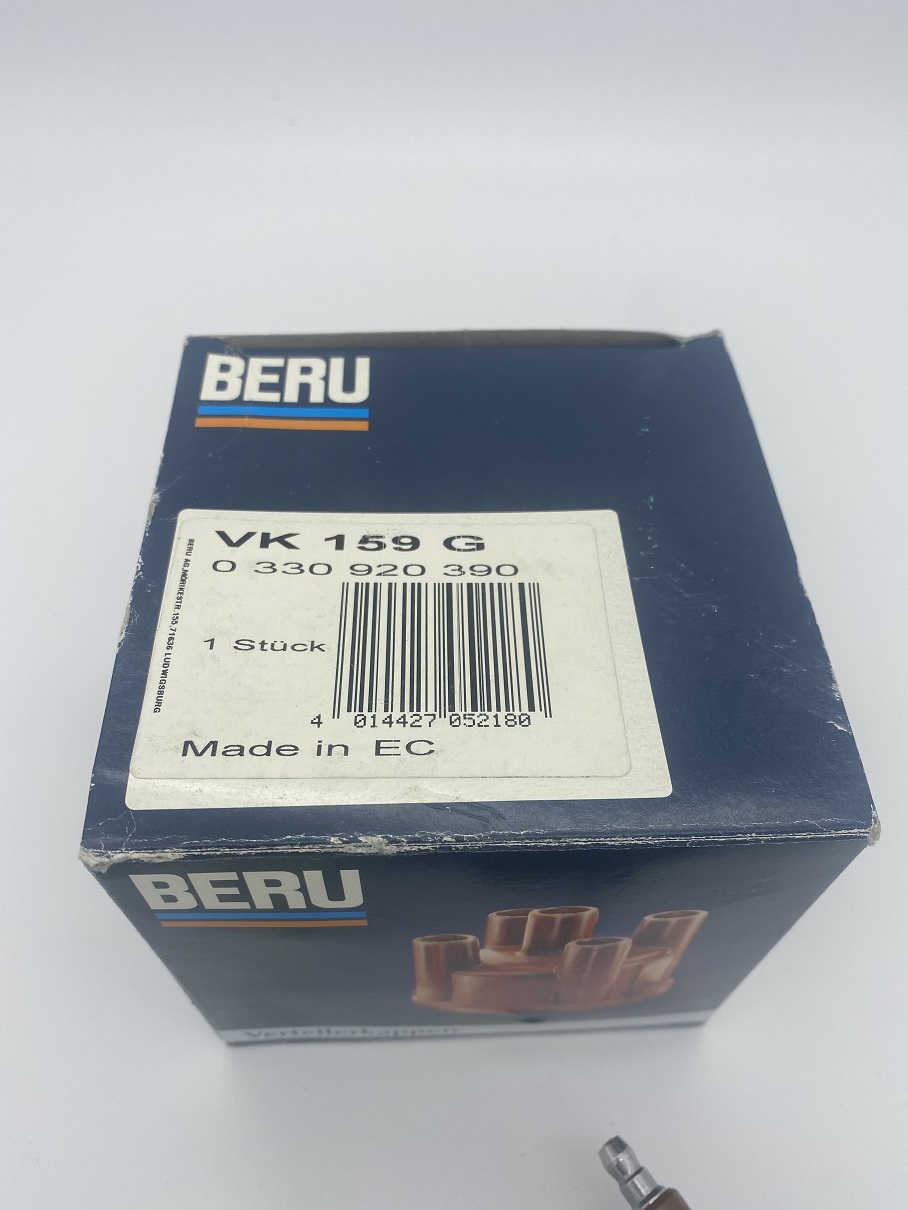 BERU
VK 159 G
0 330 920 390
BERU AG,MÖRIKESTR.155,71636 LUDWIGSBURG
1 Stück
4 014427 052180
Made in EC
BERU
Verteilerkappen